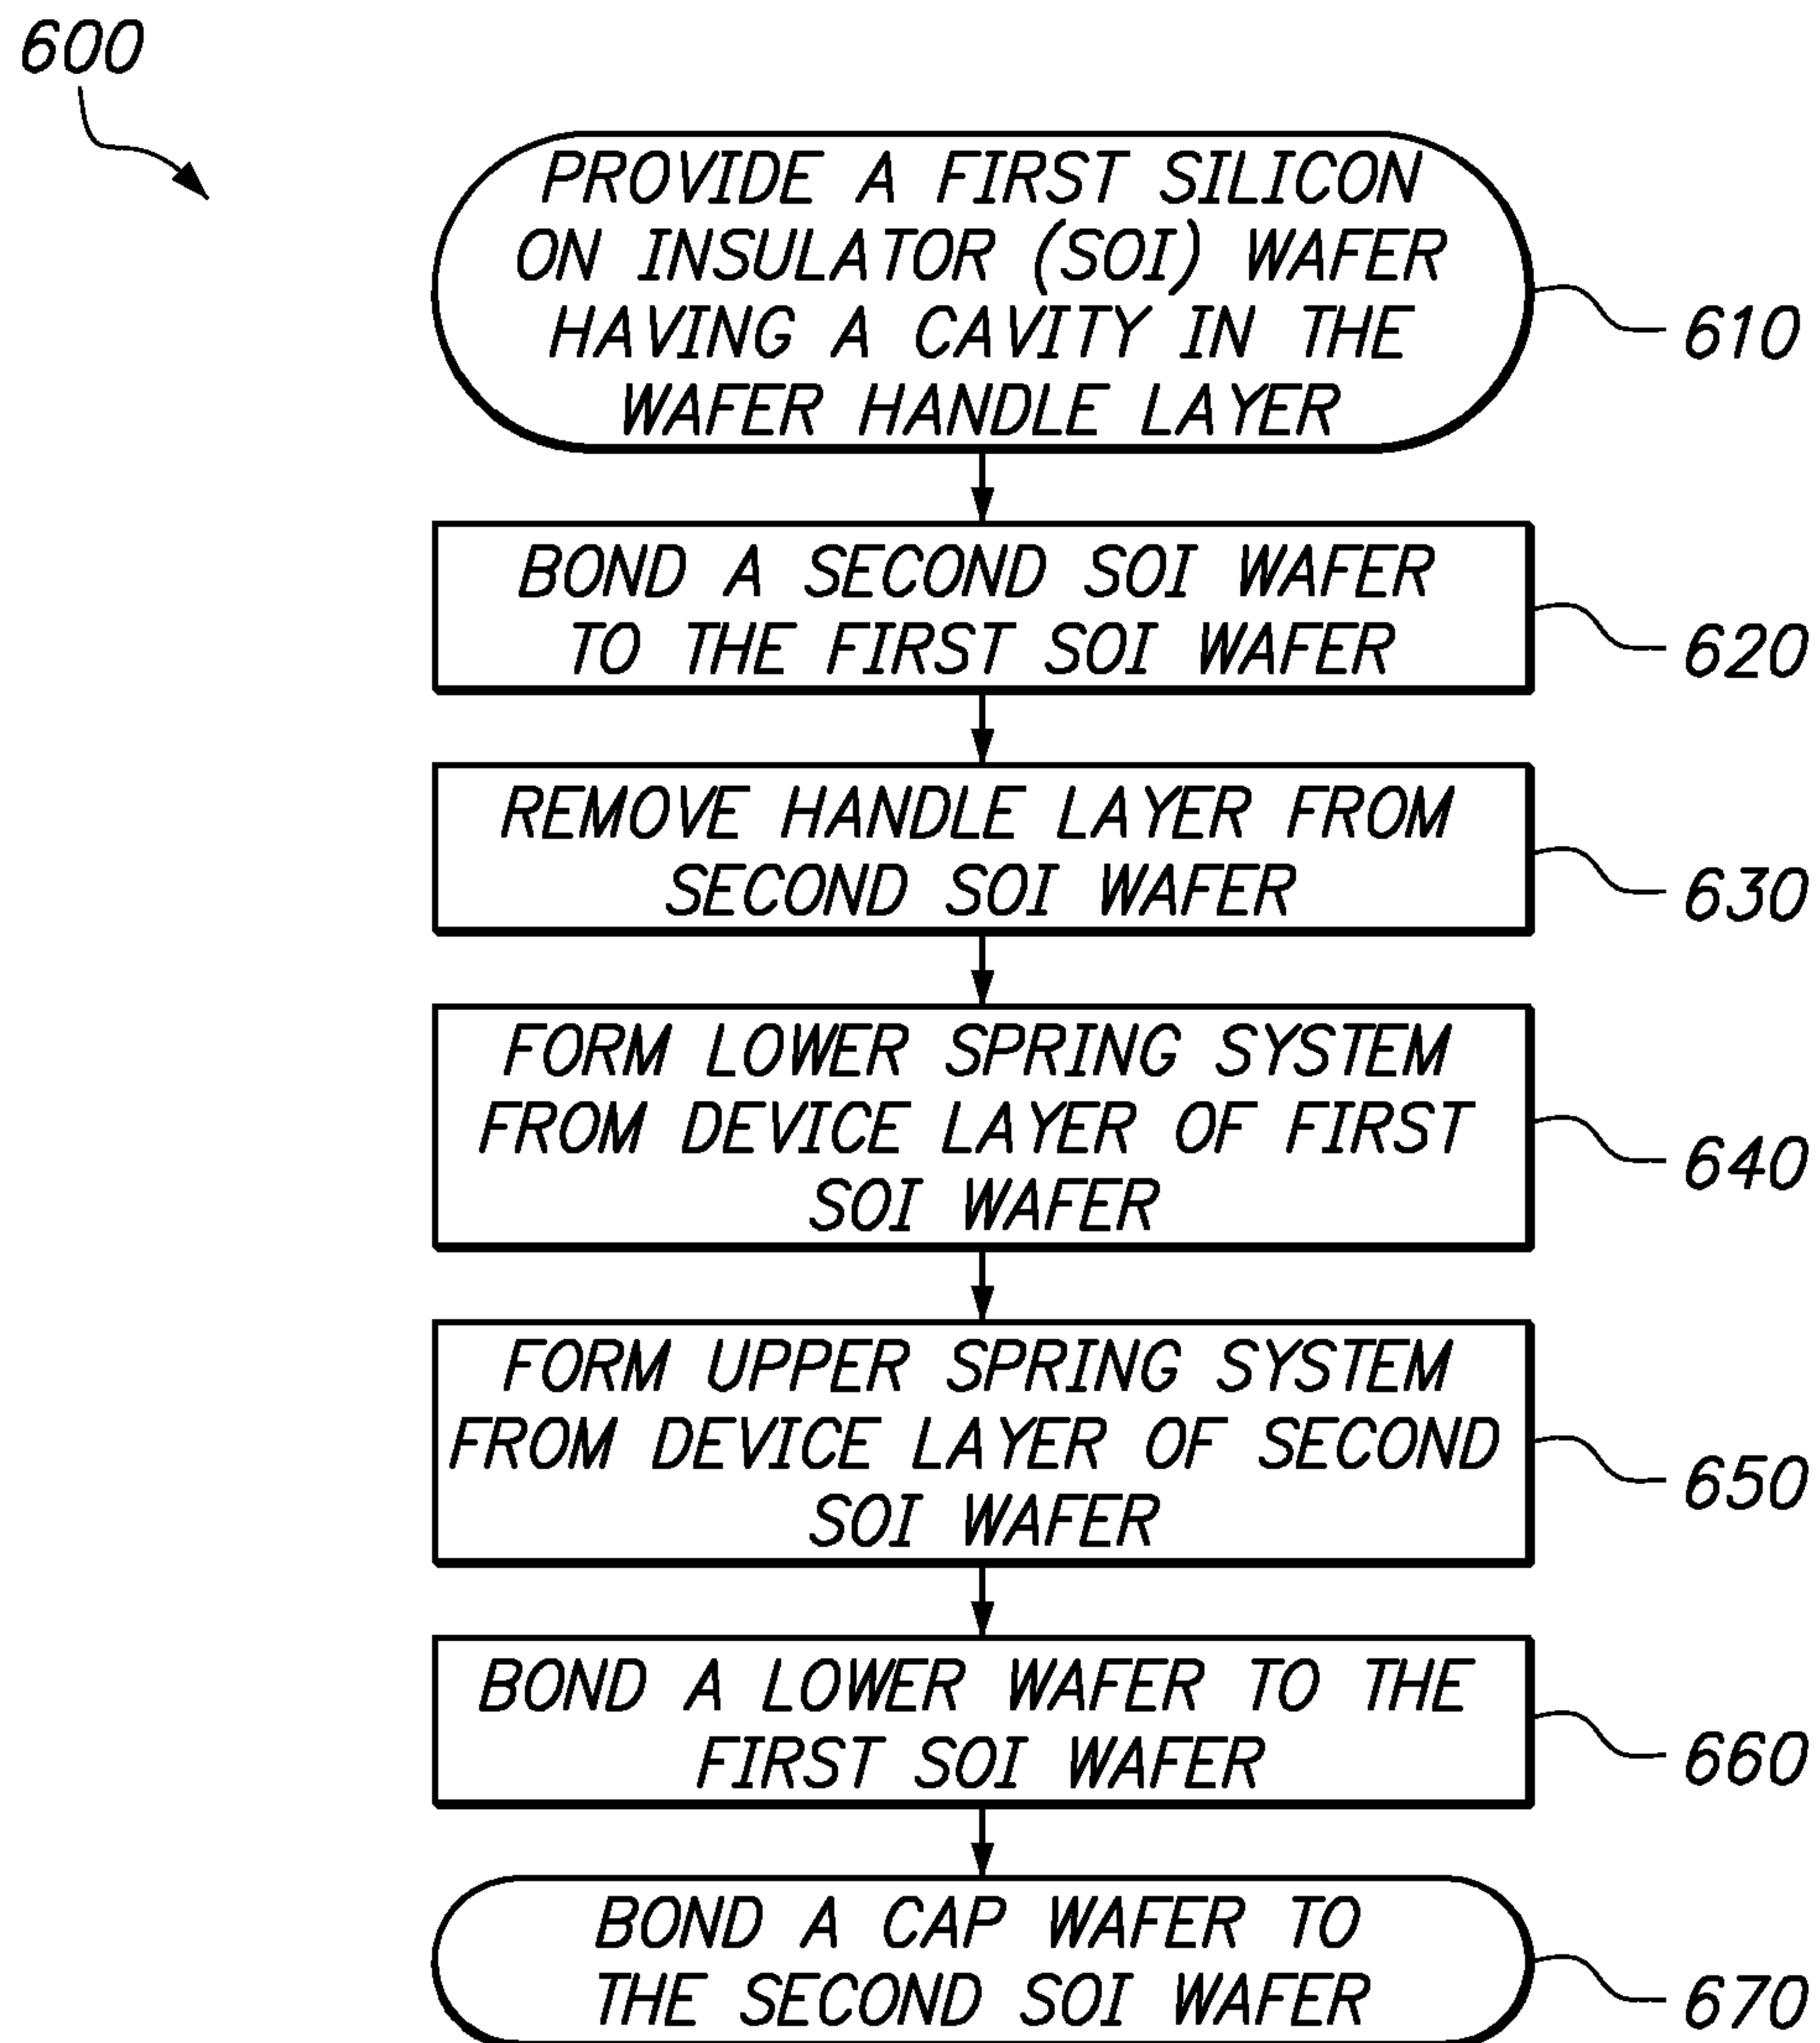 600
PROVIDE A FIRST SILICON
ON INSULATOR (SOI) WAFER
HAVING A CAVITY IN THE
WAFER HANDLE LAYER
610
BOND A SECOND SOI WAFER
TO THE FIRST SOI WAFER
620
REMOVE HANDLE LAYER FROM
SECOND SOI WAFER
630
FORM LOWER SPRING SYSTEM
FROM DEVICE LAYER OF FIRST
SOI WAFER
640
FORM UPPER SPRING SYSTEM
FROM DEVICE LAYER OF SECOND
SOI WAFER
650
BOND A LOWER WAFER TO THE
FIRST SOI WAFER
660
BOND A CAP WAFER TO
THE SECOND SOI WAFER
670